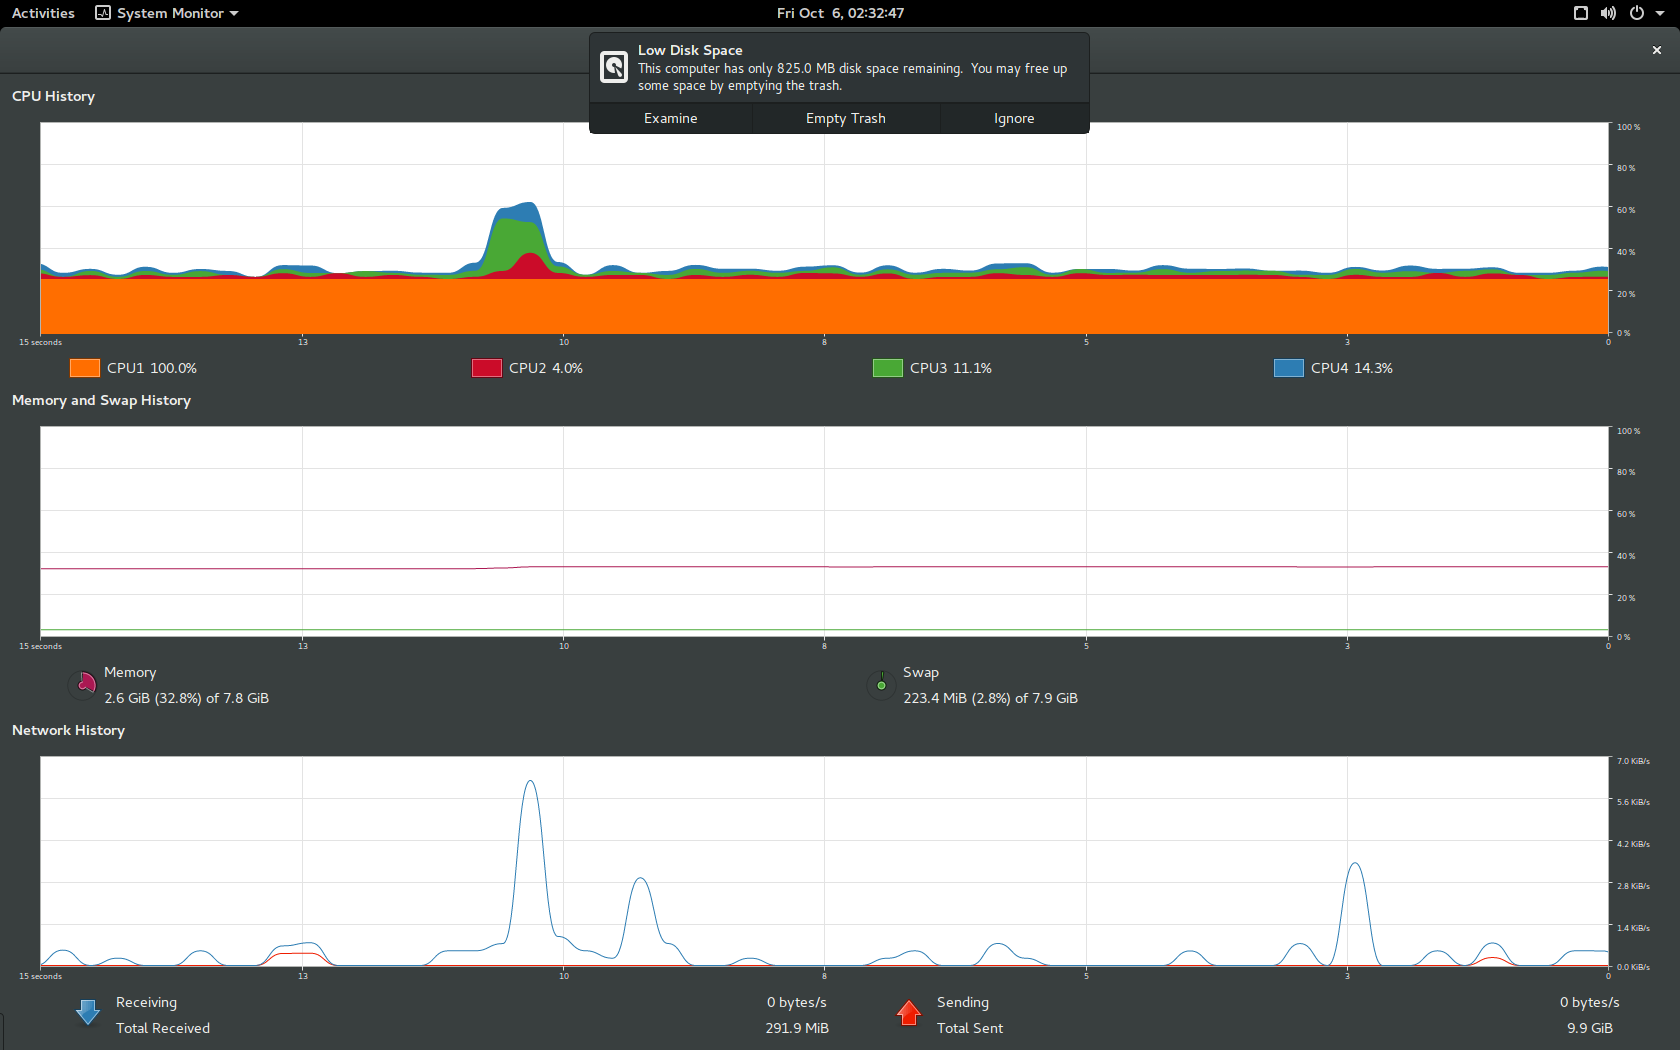 Activities
System Monitor
Fri Oct 6, 02:32:47
Low Disk Space
This computer has only 825.0 MB disk space remaining. You may free up
some space by emptying the trash.
Examine
Empty Trash
Ignore
CPU History
100 %
80 %
60 %
40 %
20 %
0 %
15 seconds 13 10 8 5 3 0
CPU1 100.0%
CPU2 4.0%
CPU3 11.1%
CPU4 14.3%
Memory and Swap History
100 %
80 %
60 %
40 %
20 %
0 %
15 seconds 13 10 8 5 3 0
Memory
2.6 GiB (32.8%) of 7.8 GiB
Swap
223.4 MiB (2.8%) of 7.9 GiB
Network History
7.0 KiB/s
5.6 KiB/s
4.2 KiB/s
2.8 KiB/s
1.4 KiB/s
0.0 KiB/s
15 seconds 13 10 8 5 3 0
Receiving 0 bytes/s
Total Received 291.9 MiB
Sending 0 bytes/s
Total Sent 9.9 GiB